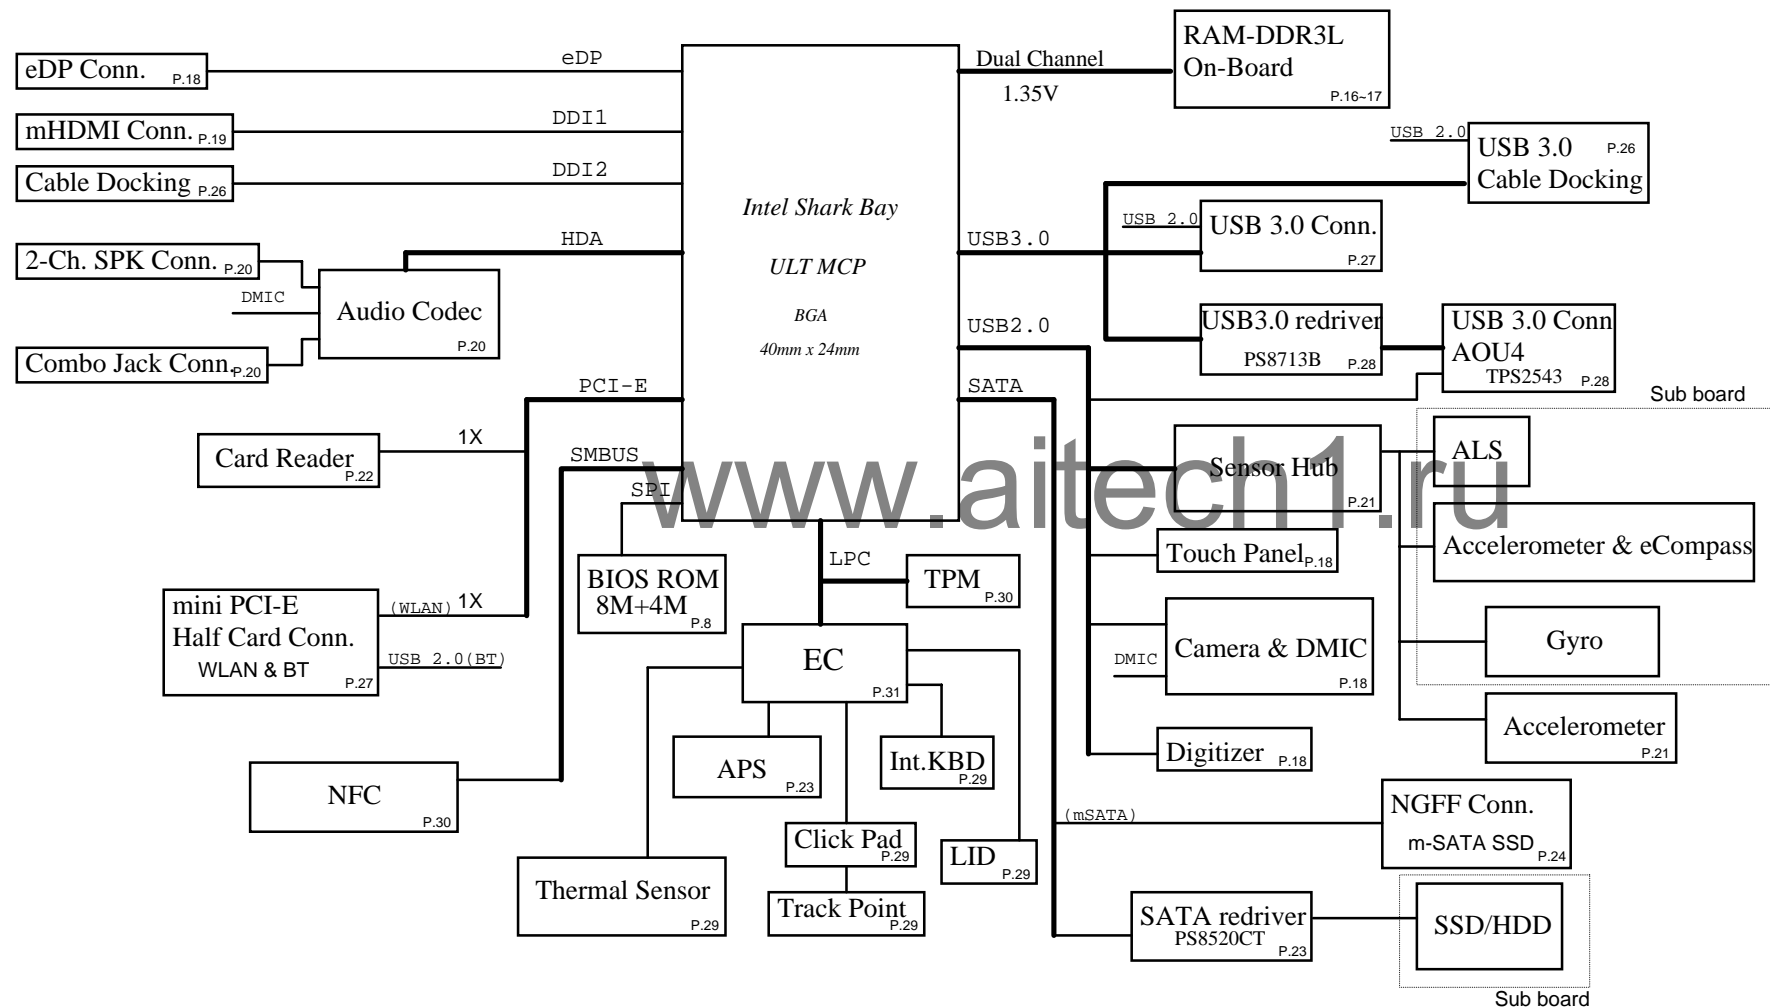 eDP Conn. P.18
eDP
mHDMI Conn. P.19
DDI1
Cable Docking P.26
DDI2
2-Ch. SPK Conn. P.20
HDA
DMIC
Audio Codec
P.20
Combo Jack Conn. P.20
PCI-E
Card Reader
P.22
1X
SMBUS
SPI
mini PCI-E
Half Card Conn.
WLAN & BT
P.27
(WLAN) 1X
USB 2.0(BT)
NFC
P.30
Intel Shark Bay
ULT MCP
BGA
40mm x 24mm
BIOS ROM
8M+4M
P.8
LPC
TPM
P.30
EC
P.31
APS
P.23
Int.KBD
P.29
Click Pad
P.29
LID
P.29
Thermal Sensor
P.29
Track Point
P.29
Dual Channel
1.35V
RAM-DDR3L
On-Board
P.16~17
USB 2.0
USB 3.0 P.26
Cable Docking
USB 2.0
USB 3.0 Conn.
P.27
USB3.0
USB2.0
USB3.0 redriver
PS8713B P.28
USB 3.0 Conn
AOU4
TPS2543 P.28
SATA
Sub board
Sensor Hub
P.21
ALS
Accelerometer & eCompass
Touch Panel P.18
Gyro
DMIC
Camera & DMIC
P.18
Accelerometer
P.21
Digitizer P.18
(mSATA)
NGFF Conn.
m-SATA SSD P.24
SATA redriver
PS8520CT P.23
SSD/HDD
Sub board
www.aitech1.ru